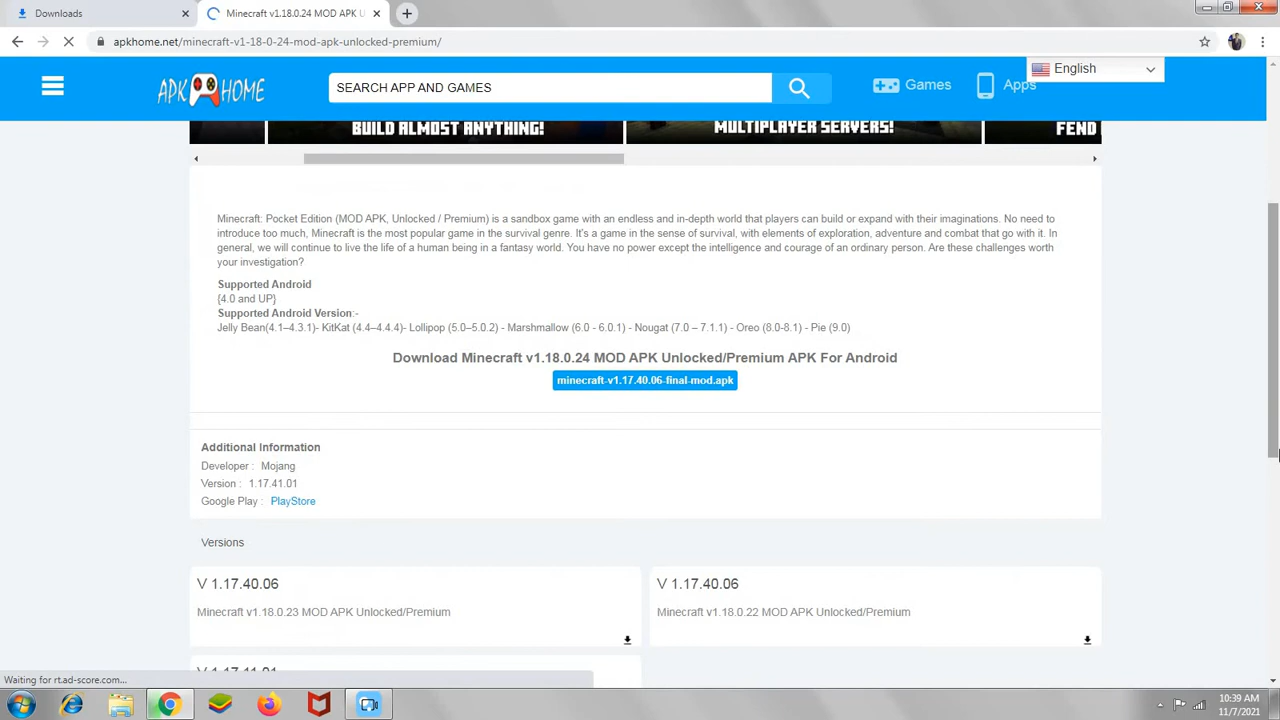 Downloads
Minecraft v1.18.0.24 MOD APK U
apkhome.net/minecraft-v1-18-0-24-mod-apk-unlocked-premium/
APK HOME
SEARCH APP AND GAMES
Games
Apps
English
BUILD ALMOST ANYTHING!
MULTIPLAYER SERVERS!
FEND
Minecraft: Pocket Edition (MOD APK, Unlocked / Premium) is a sandbox game with an endless and in-depth world that players can build or expand with their imaginations. No need to
introduce too much, Minecraft is the most popular game in the survival genre. It's a game in the sense of survival, with elements of exploration, adventure and combat that go with it. In
general, we will continue to live the life of a human being in a fantasy world. You have no power except the intelligence and courage of an ordinary person. Are these challenges worth
your investigation?
Supported Android
{4.0 and UP}
Supported Android Version:-
Jelly Bean(4.1–4.3.1)- KitKat (4.4–4.4.4)- Lollipop (5.0–5.0.2) - Marshmallow (6.0 - 6.0.1) - Nougat (7.0 – 7.1.1) - Oreo (8.0-8.1) - Pie (9.0)
Download Minecraft v1.18.0.24 MOD APK Unlocked/Premium APK For Android
minecraft-v1.17.40.06-final-mod.apk
Additional Information
Developer : Mojang
Version : 1.17.41.01
Google Play : PlayStore
Versions
V 1.17.40.06
Minecraft v1.18.0.23 MOD APK Unlocked/Premium
V 1.17.40.06
Minecraft v1.18.0.22 MOD APK Unlocked/Premium
V 1.17.11.01
Waiting for rt.ad-score.com...
10:39 AM
11/7/2021